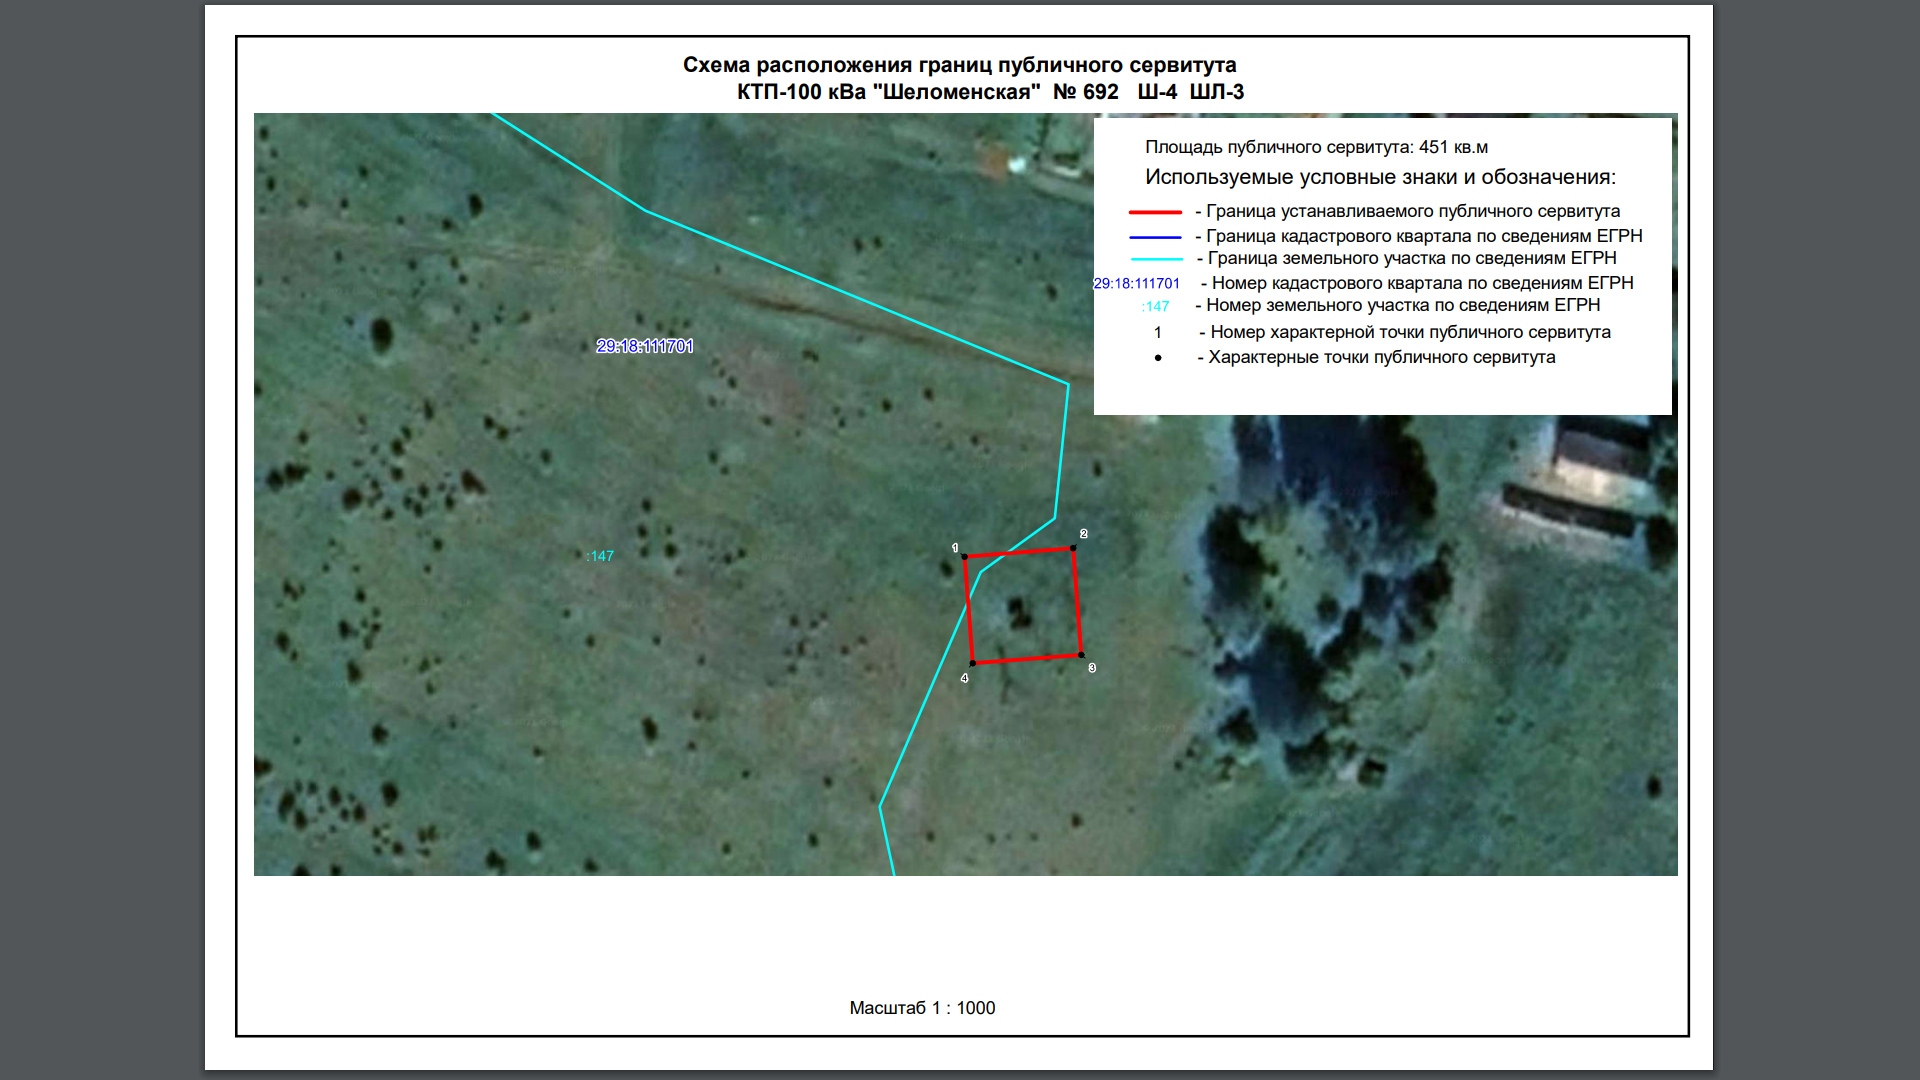 Схема расположения границ публичного сервитута
КТП-100 кВа "Шеломенская" № 692 Ш-4 ШЛ-3
Площадь публичного сервитута: 451 кв.м
Используемые условные знаки и обозначения:
- Граница устанавливаемого публичного сервитута
- Граница кадастрового квартала по сведениям ЕГРН
- Граница земельного участка по сведениям ЕГРН
29:18:111701 - Номер кадастрового квартала по сведениям ЕГРН
:147 - Номер земельного участка по сведениям ЕГРН
1 - Номер характерной точки публичного сервитута
- Характерные точки публичного сервитута
29:18:111701
:147
1
2
3
4
Масштаб 1 : 1000